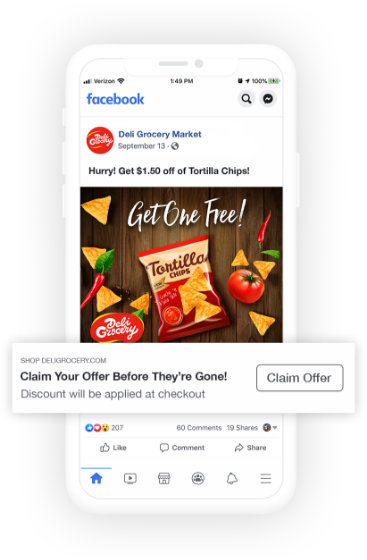 Verizon 1:49 PM 100%
facebook
Deli Grocery
Deli Grocery Market
September 13 ·
Hurry! Get $1.50 off of Tortilla Chips!
Get One Free!
Tortilla
CHIPS
Deli
Grocery
SHOP DELIGROCERY.COM
Claim Your Offer Before They’re Gone!
Discount will be applied at checkout
Claim Offer
207 60 Comments 19 Shares
Like Comment Share